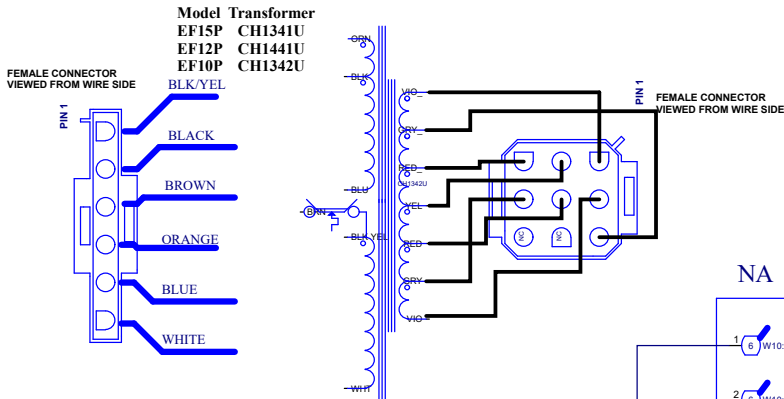 Model Transformer
EF15P CH1341U
EF12P CH1441U
EF10P CH1342U
FEMALE CONNECTOR
VIEWED FROM WIRE SIDE
PIN 1
BLK/YEL
BLACK
BROWN
ORANGE
BLUE
WHITE
ORN
BLK
BLU
BRN
BLK-YEL
WHT
VIO
GRY
RED
CH1342U
YEL
RED
GRY
VIO
PIN 1
FEMALE CONNECTOR
VIEWED FROM WIRE SIDE
NC
NC
NA
1
6
W10:
2
6